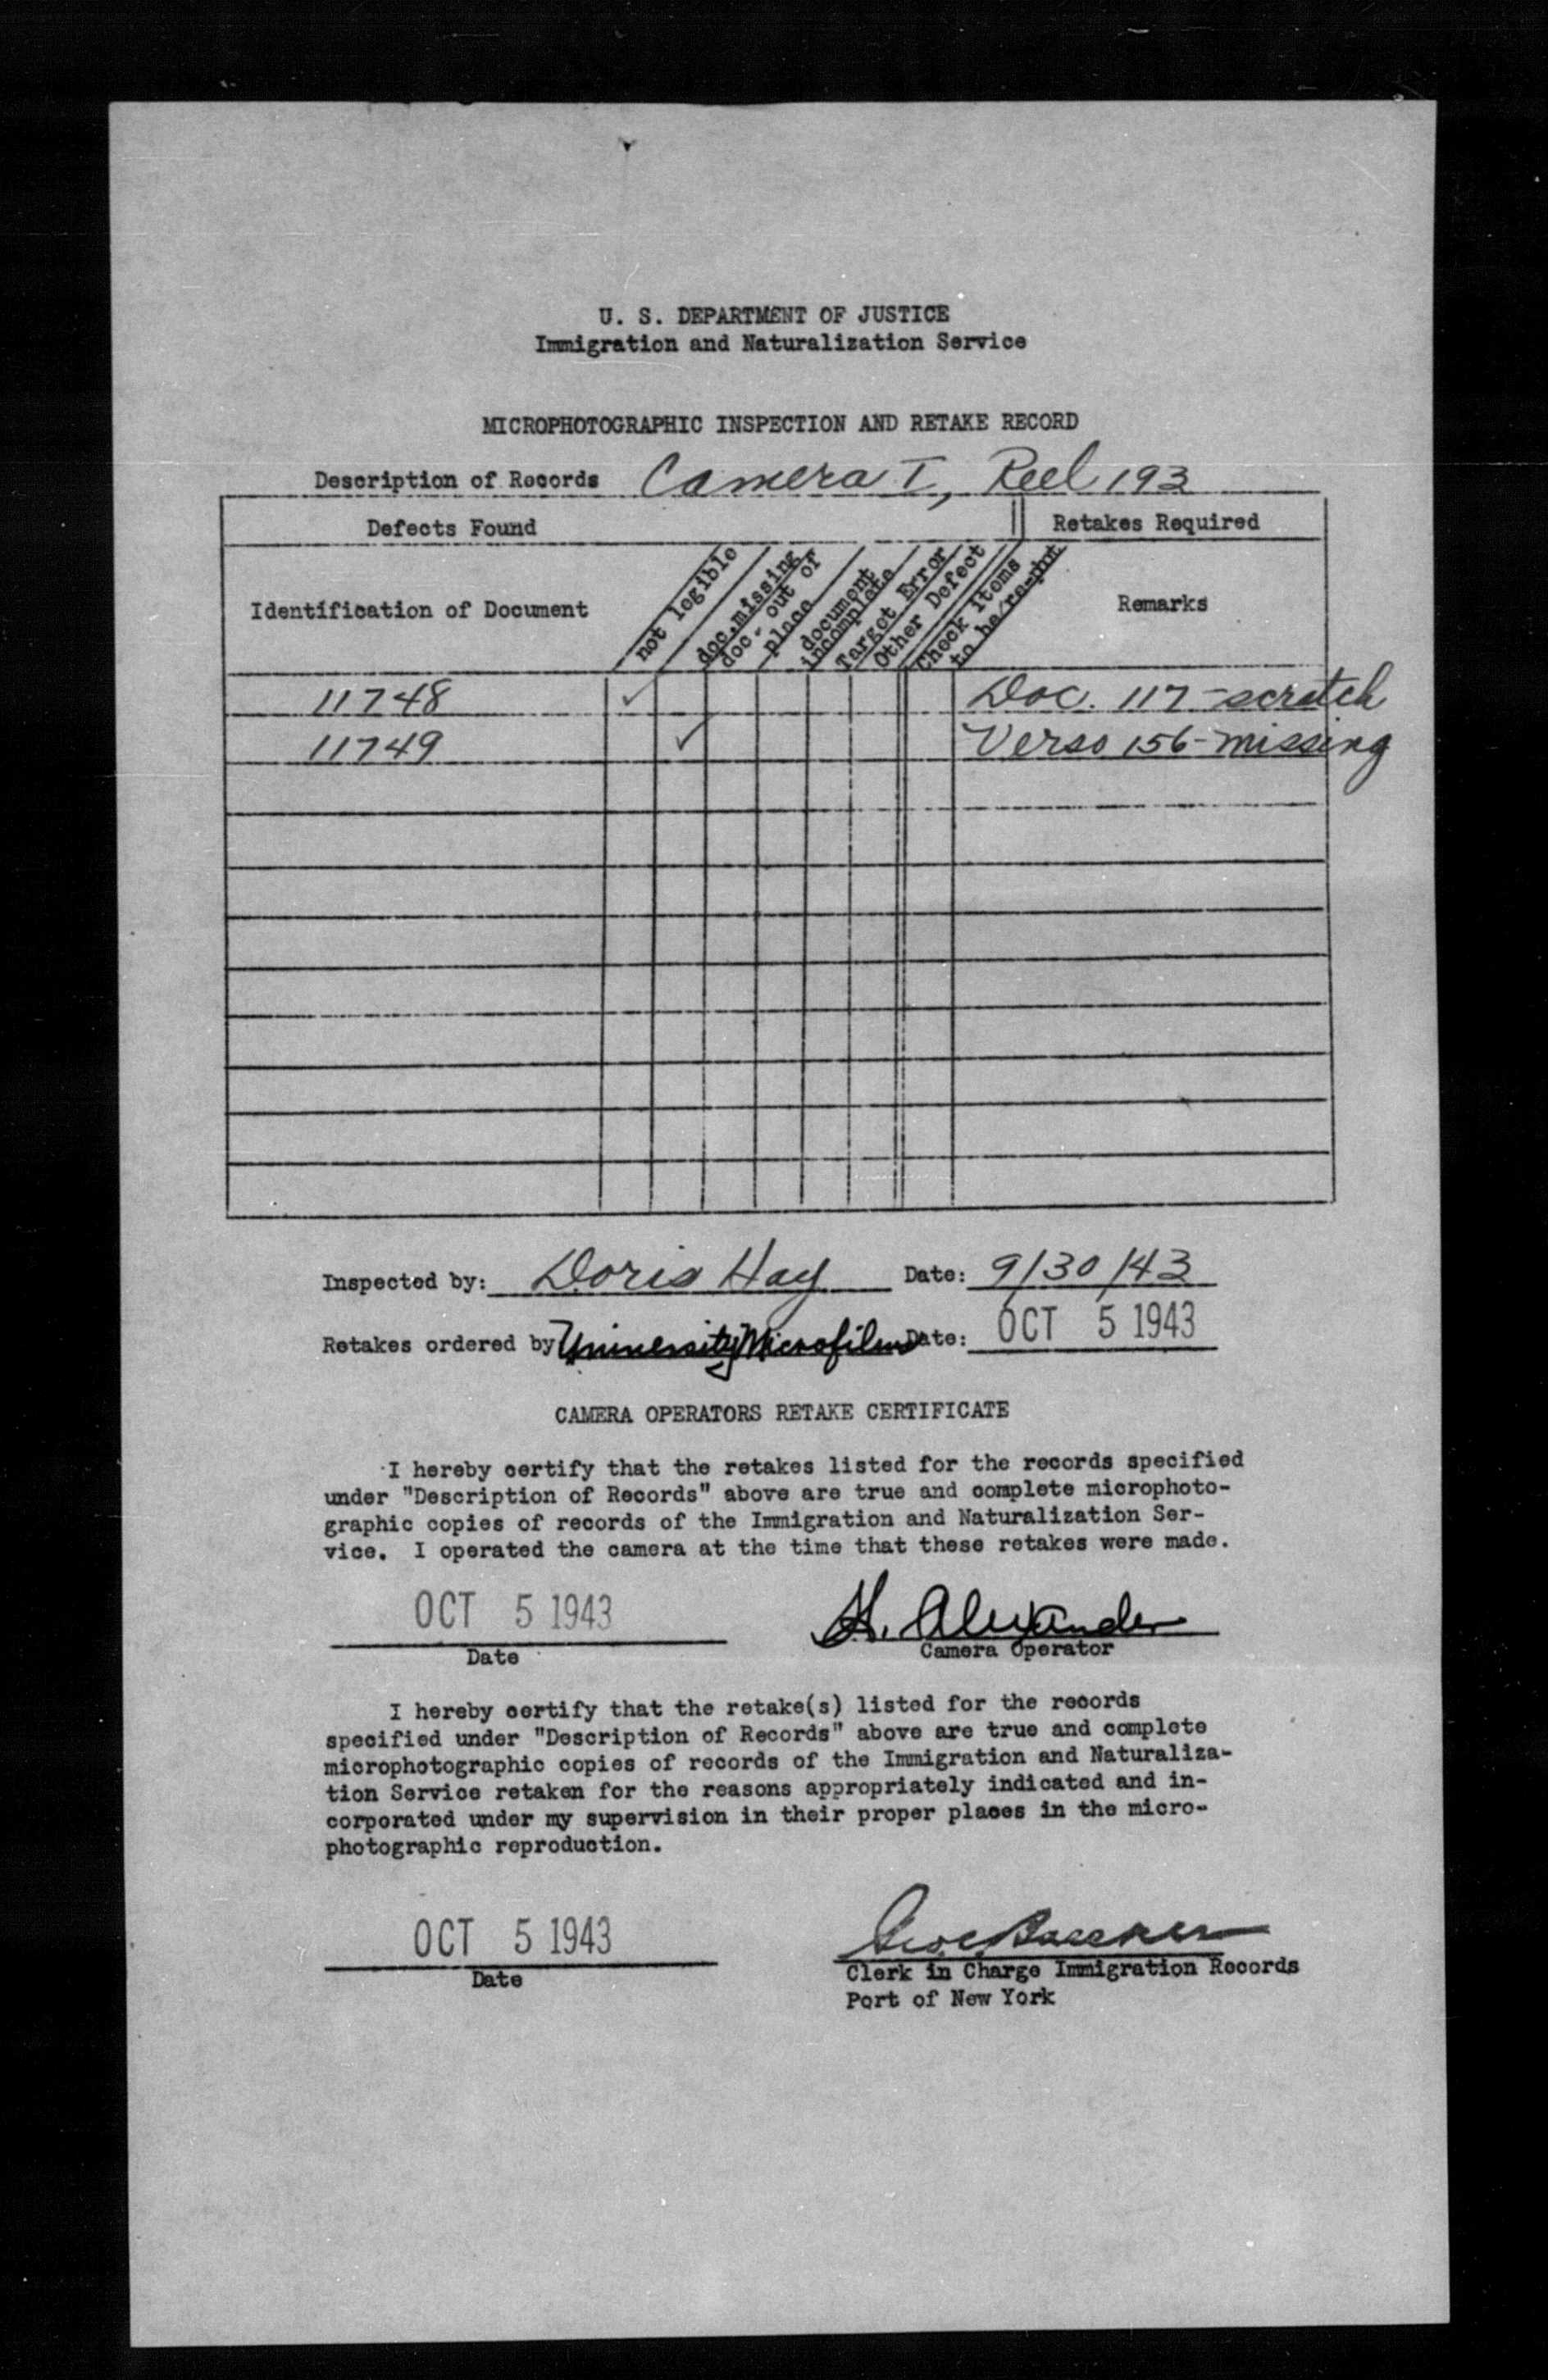 U. S. DEPARTMENT OF JUSTICE
Immigration and Naturalization Service
MICROPHOTOGRAPHIC INSPECTION AND RETAKE RECORD
Description of Records Camera I, Reel 193
Defects Found Retakes Required
Identification of Document
not legible
doc. missing
doc. out of
place
document
incomplete
Target Error
Other Defect
Check Items
to be
Remarks
11748 ✓ Doc. 117-scratch
11749 ✓ Verso 156-missing
Inspected by: Doris Hay Date: 9/30/43
Retakes ordered by University Microfilms Date: OCT 5 1943
CAMERA OPERATORS RETAKE CERTIFICATE
I hereby certify that the retakes listed for the records specified
under "Description of Records" above are true and complete microphoto-
graphic copies of records of the Immigration and Naturalization Ser-
vice. I operated the camera at the time that these retakes were made.
OCT 5 1943 H. Alexander
Date Camera Operator
I hereby certify that the retake(s) listed for the records
specified under "Description of Records" above are true and complete
microphotographic copies of records of the Immigration and Naturaliza-
tion Service retaken for the reasons appropriately indicated and in-
corporated under my supervision in their proper places in the micro-
photographic reproduction.
OCT 5 1943
Date Clerk in Charge Immigration Records
Port of New York